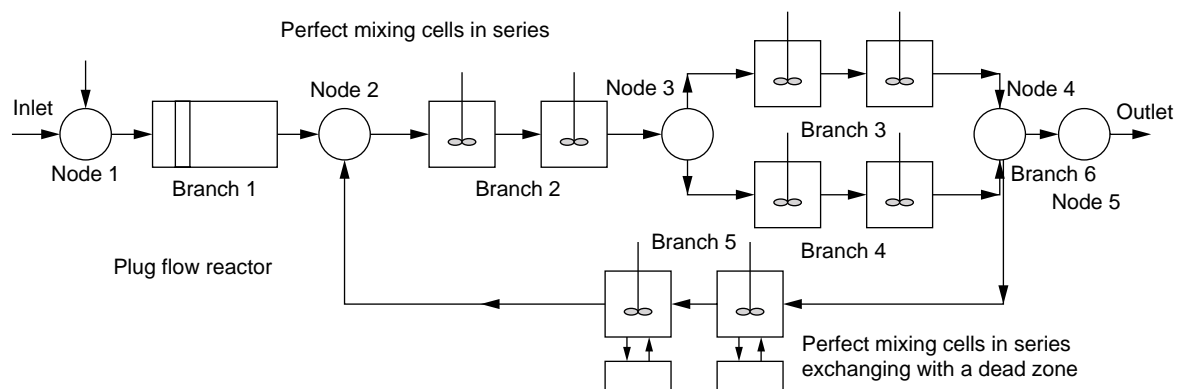 Perfect mixing cells in series
Inlet
Node 1
Branch 1
Node 2
Branch 2
Node 3
Branch 3
Node 4
Outlet
Branch 6
Node 5
Branch 4
Branch 5
Plug flow reactor
Perfect mixing cells in series
exchanging with a dead zone